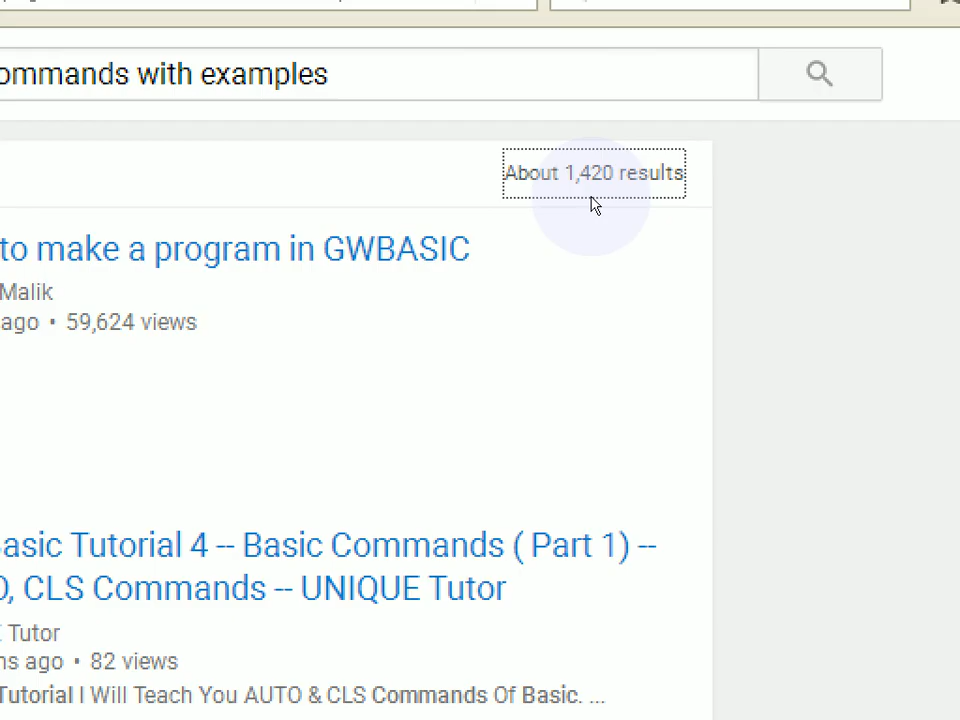 ommands with examples
About 1,420 results
to make a program in GWBASIC
Malik
ago • 59,624 views
asic Tutorial 4 -- Basic Commands ( Part 1) --
, CLS Commands -- UNIQUE Tutor
Tutor
ns ago • 82 views
Tutorial I Will Teach You AUTO & CLS Commands Of Basic. ...